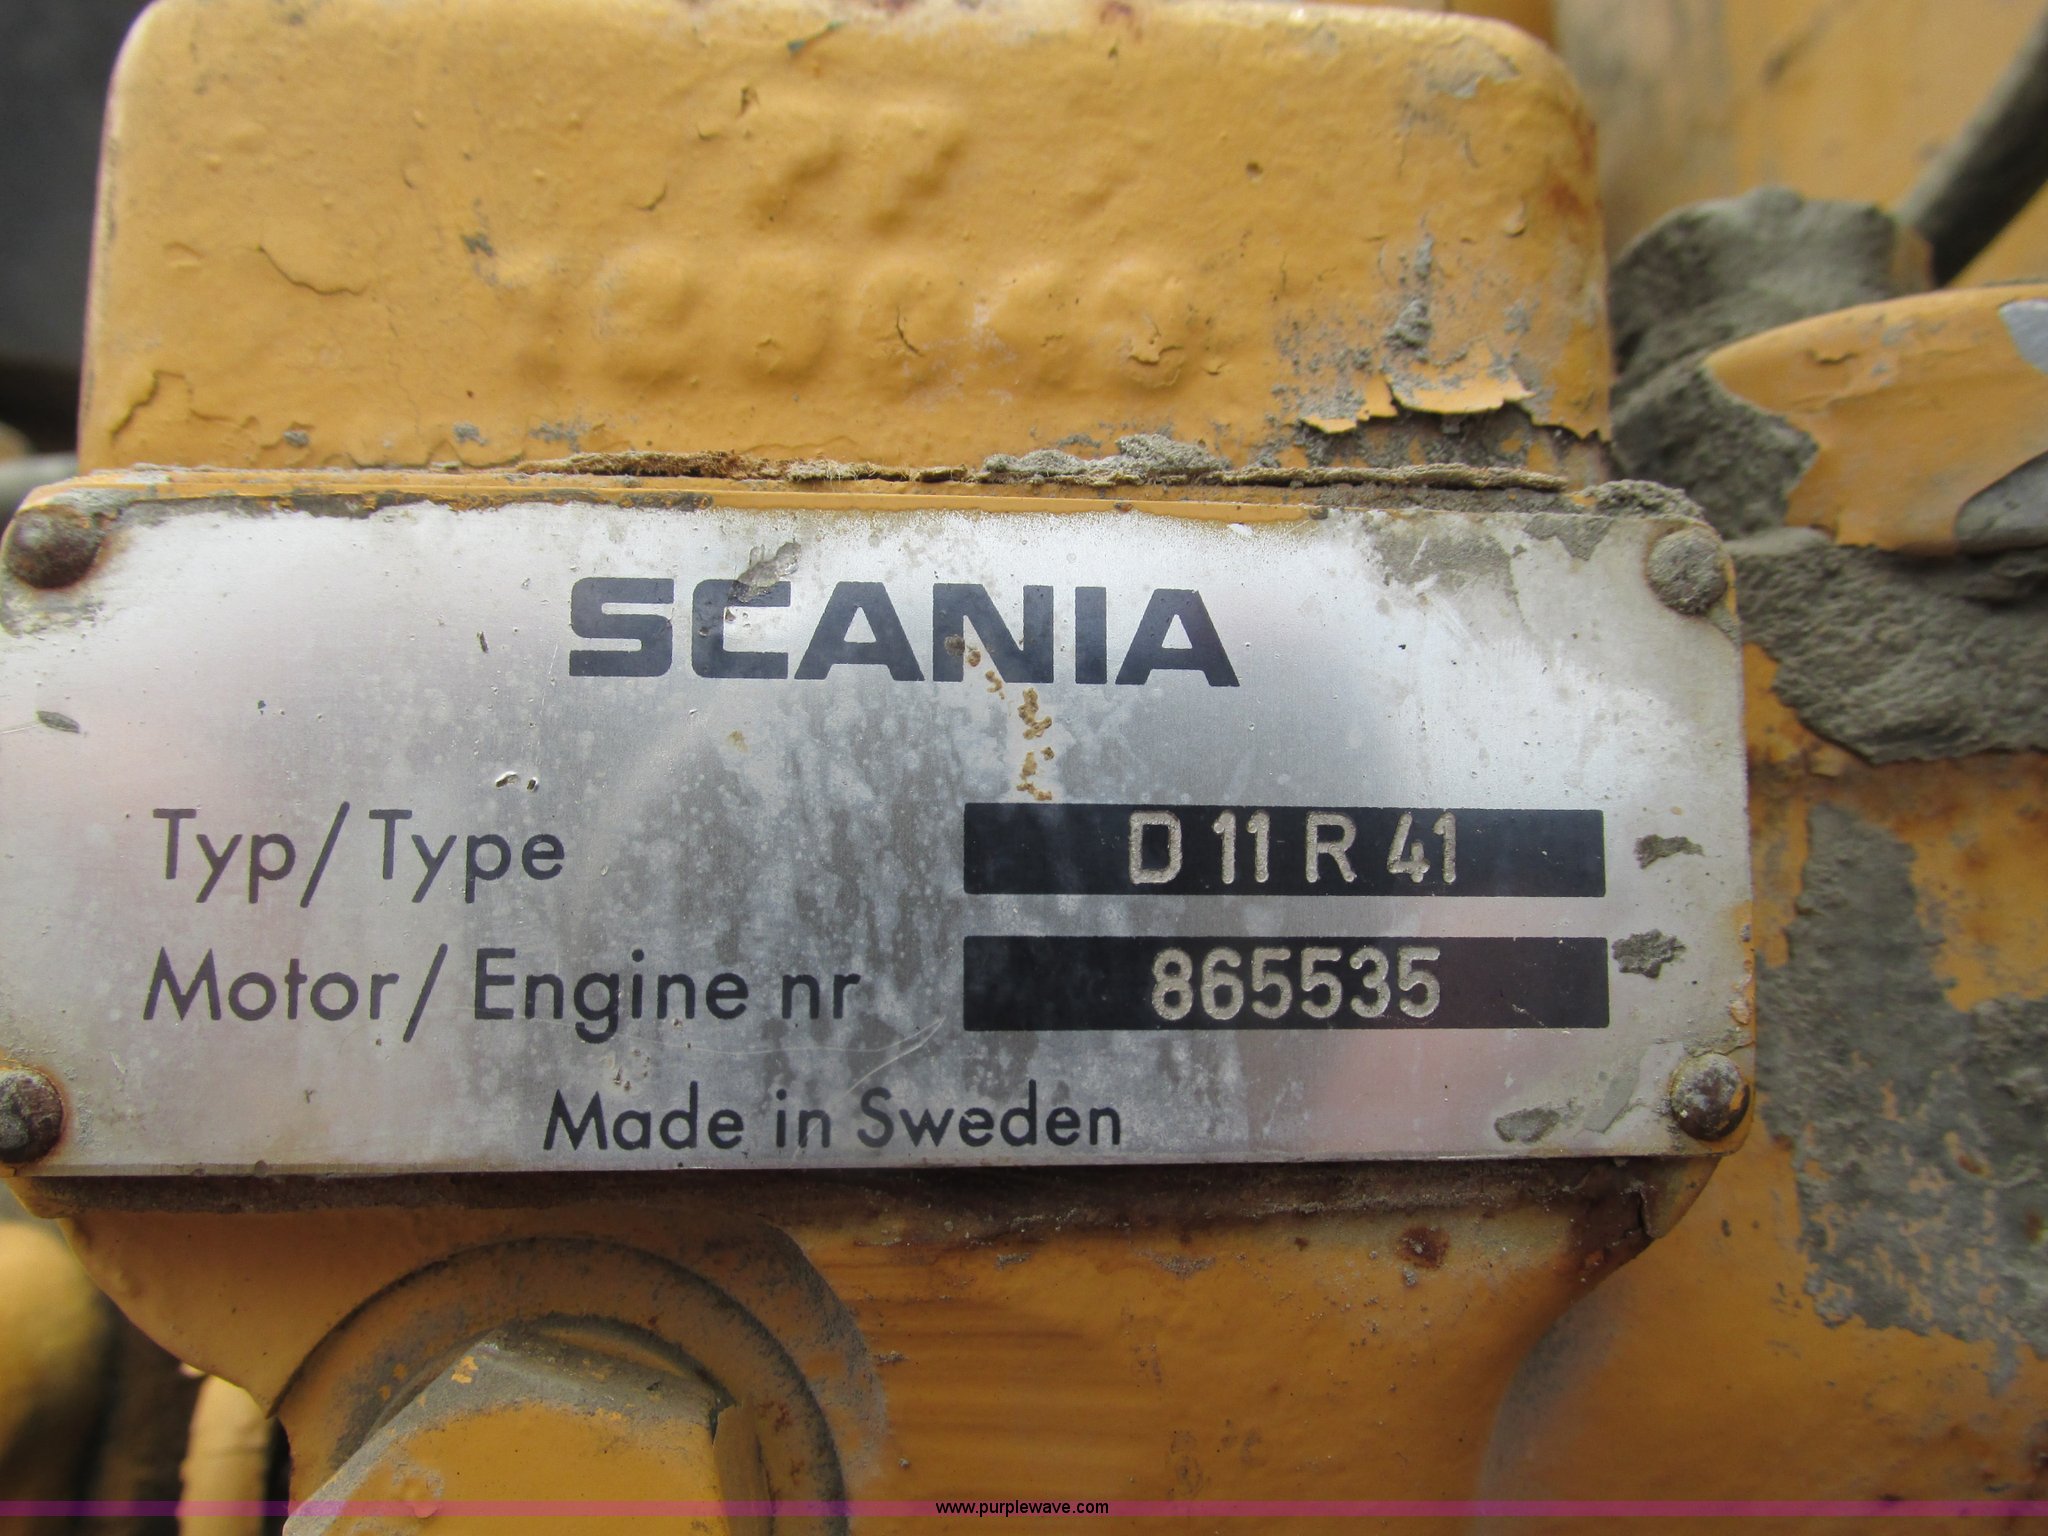 SCANIA
Typ/Type D 11 R 41
Motor/Engine nr 865535
Made in Sweden
www.purplewave.com